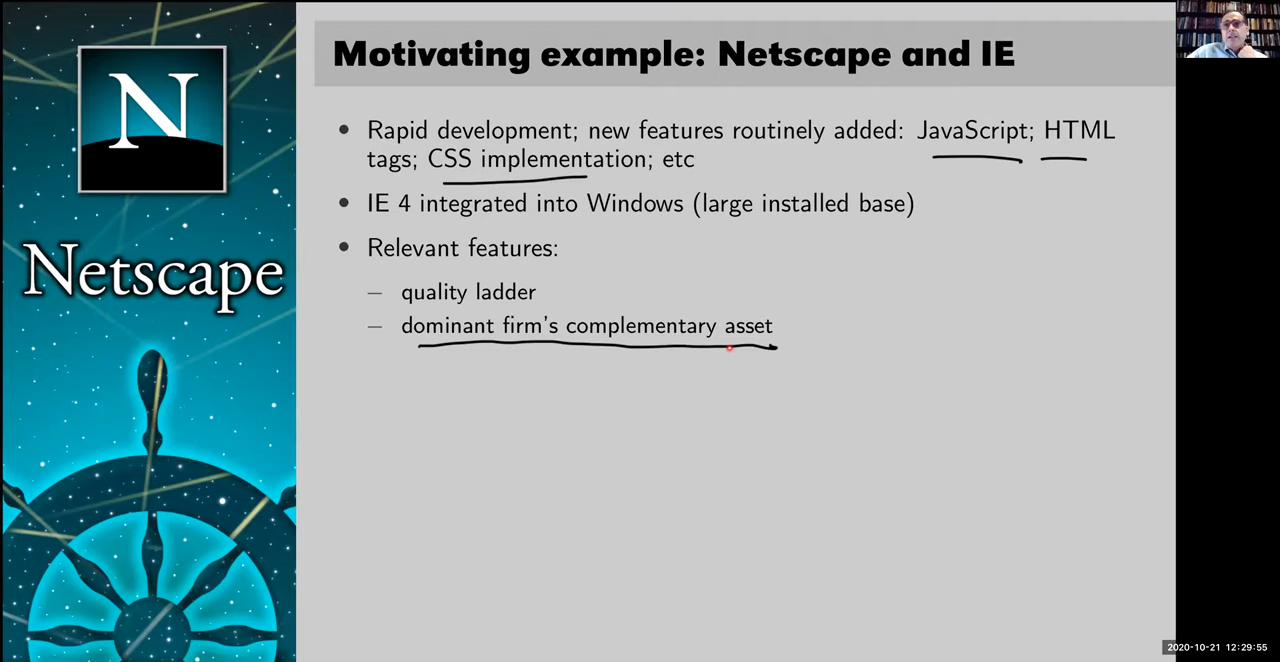 N
Netscape
Motivating example: Netscape and IE
• Rapid development; new features routinely added: JavaScript; HTML
tags; CSS implementation; etc
• IE 4 integrated into Windows (large installed base)
• Relevant features:
– quality ladder
– dominant firm's complementary asset
2020-10-21 12:29:55